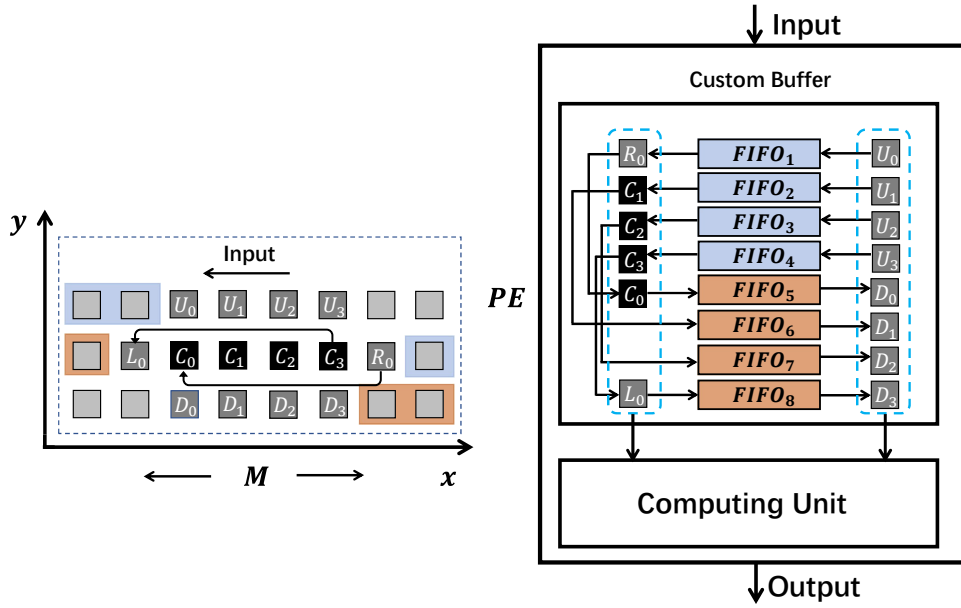 Input
Custom Buffer
R₀ FIFO₁ U₀
C₁ FIFO₂ U₁
C₂ FIFO₃ U₂
C₃ FIFO₄ U₃
C₀ FIFO₅ D₀
FIFO₆ D₁
FIFO₇ D₂
L₀ FIFO₈ D₃
PE
Computing Unit
Output
y
Input
U₀ U₁ U₂ U₃
L₀ C₀ C₁ C₂ C₃ R₀
D₀ D₁ D₂ D₃
M
x